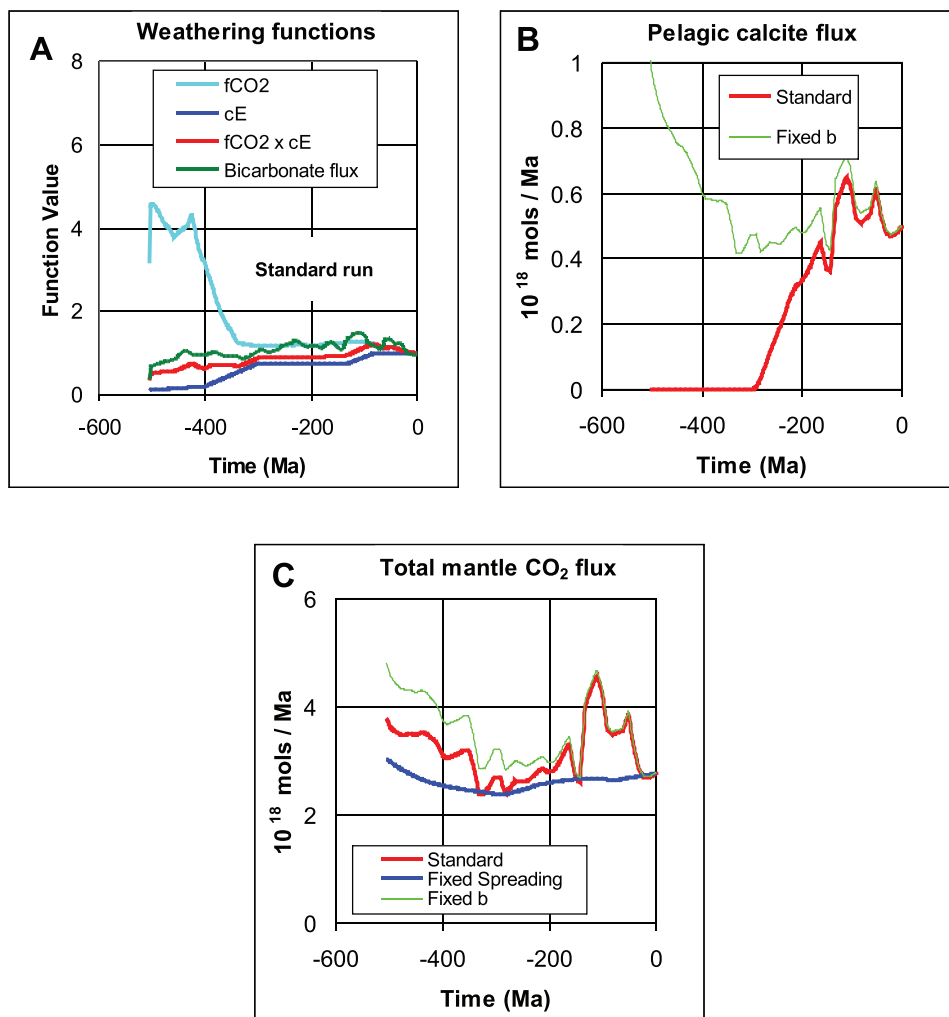 A
Weathering functions
8
6
4
2
0
Function Value
fCO2
cE
fCO2 x cE
Bicarbonate flux
Standard run
-600
-400
-200
0
Time (Ma)
B
Pelagic calcite flux
1
0.8
0.6
0.4
0.2
0
10 18 mols / Ma
Standard
Fixed b
-600
-400
-200
0
Time (Ma)
C
Total mantle CO₂ flux
6
4
2
0
10 18 mols / Ma
Standard
Fixed Spreading
Fixed b
-600
-400
-200
0
Time (Ma)